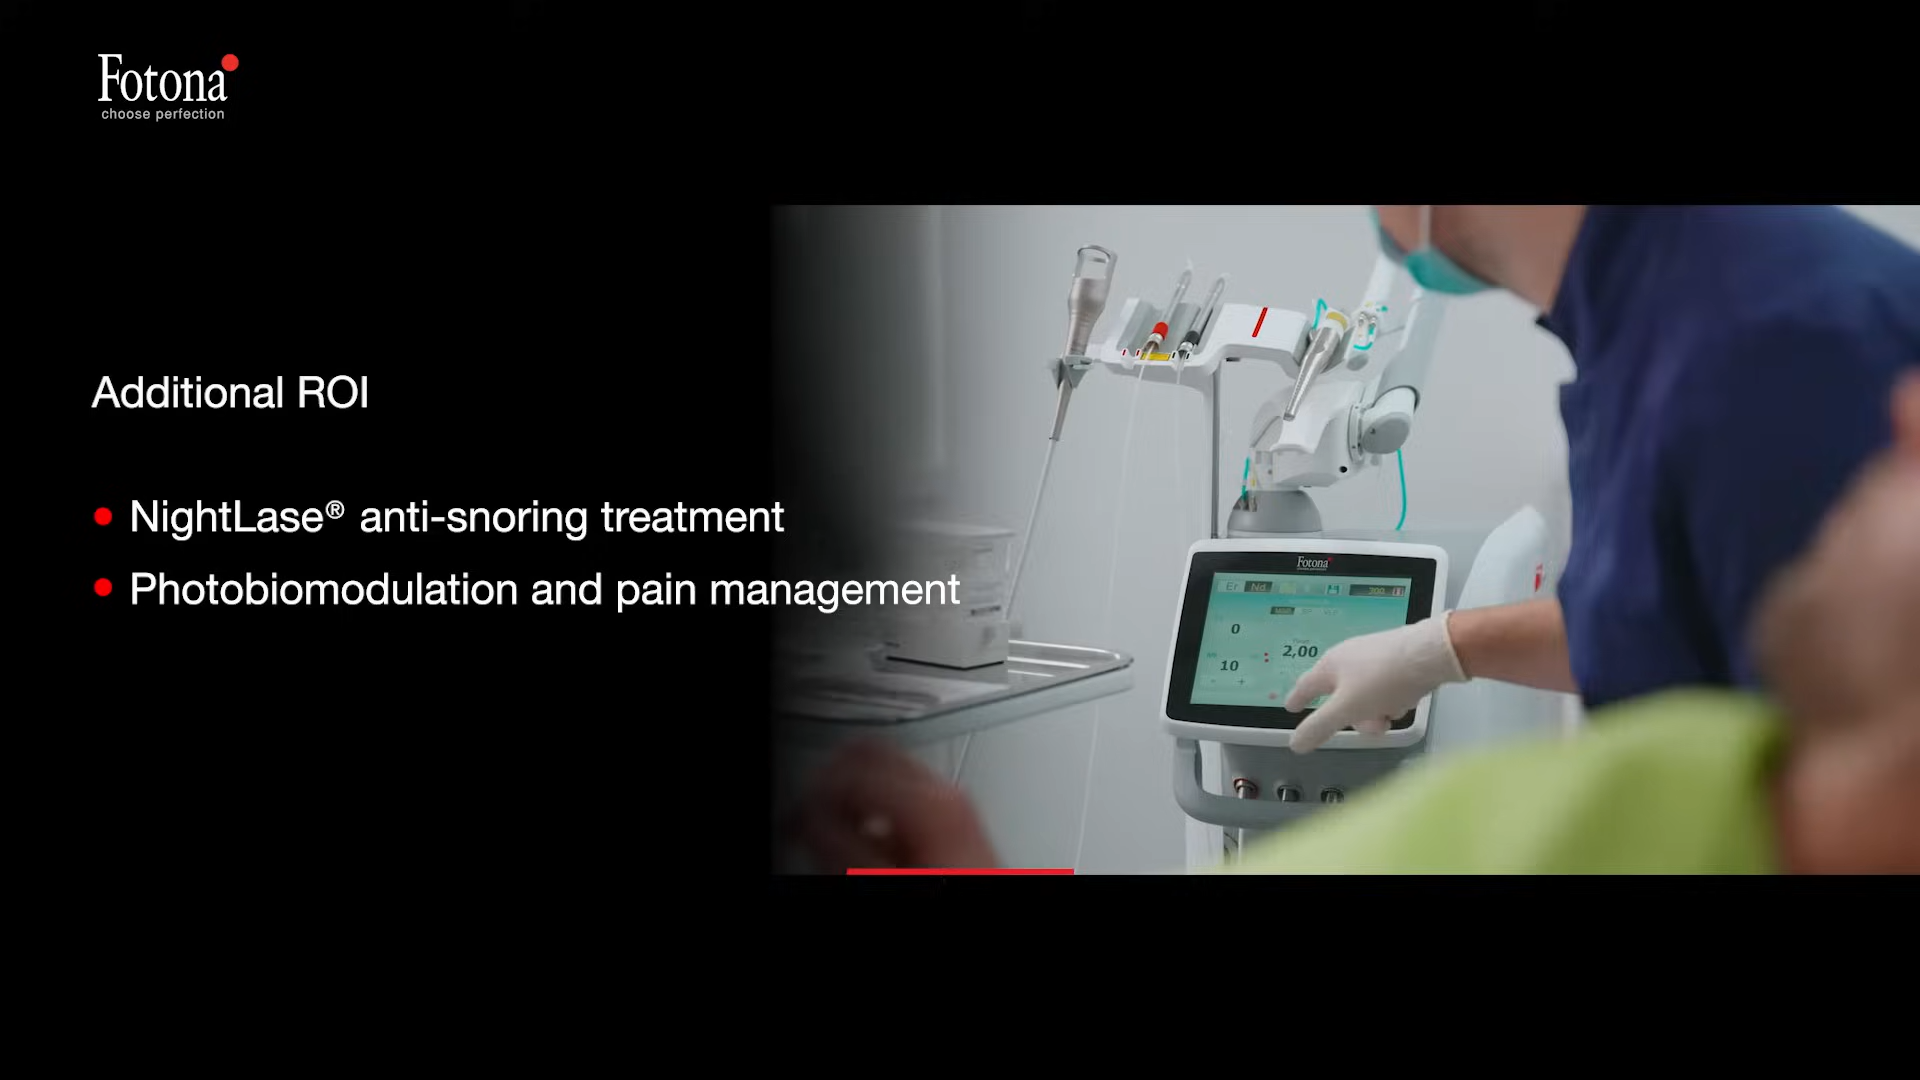 Fotona
choose perfection
Additional ROI
NightLase® anti-snoring treatment
Photobiomodulation and pain management
Fotona
Er Nd
200
0
2,00
10
+